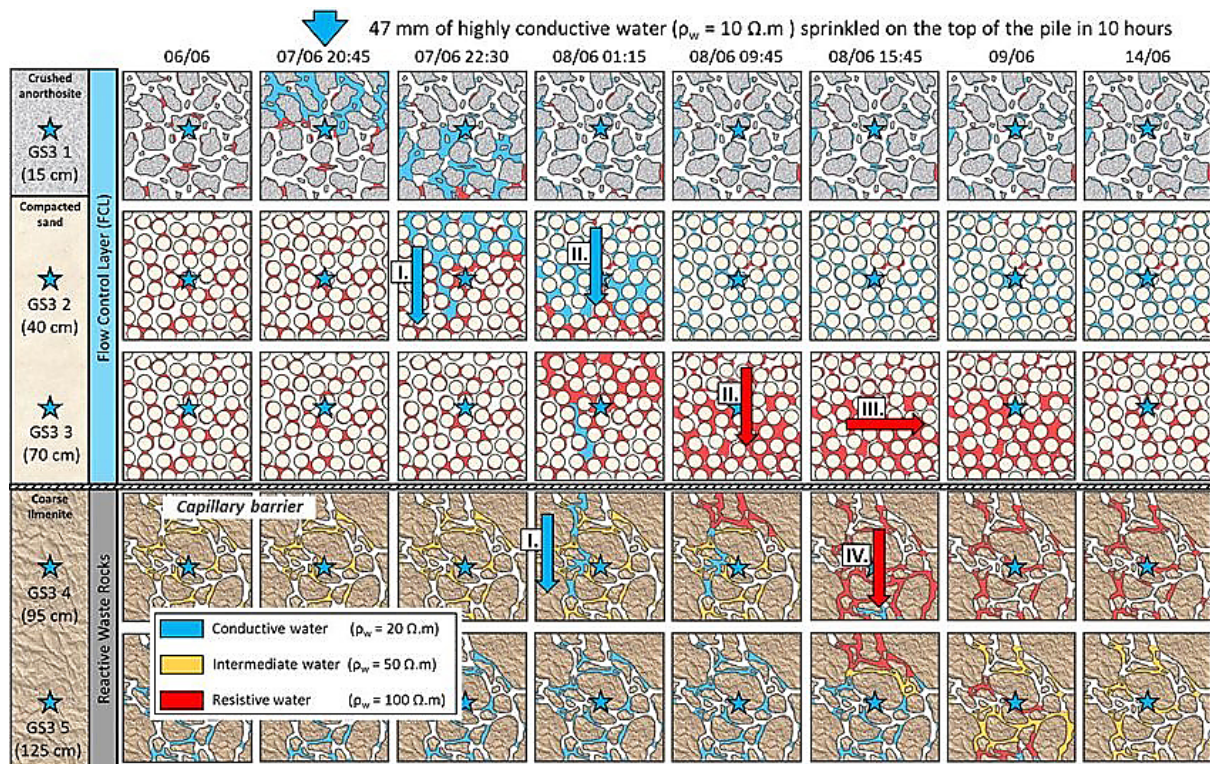 47 mm of highly conductive water (ρw = 10 Ω.m ) sprinkled on the top of the pile in 10 hours
06/06 07/06 20:45 07/06 22:30 08/06 01:15 08/06 09:45 08/06 15:45 09/06 14/06
Crushed
anorthosite
GS3 1
(15 cm)
Compacted
sand
GS3 2
(40 cm)
GS3 3
(70 cm)
Flow Control Layer (FCL)
I.
II.
II.
III.
Coarse
Ilmenite
GS3 4
(95 cm)
GS3 5
(125 cm)
Reactive Waste Rocks
Capillary barrier
I.
IV.
Conductive water (ρw = 20 Ω.m)
Intermediate water (ρw = 50 Ω.m)
Resistive water (ρw = 100 Ω.m)